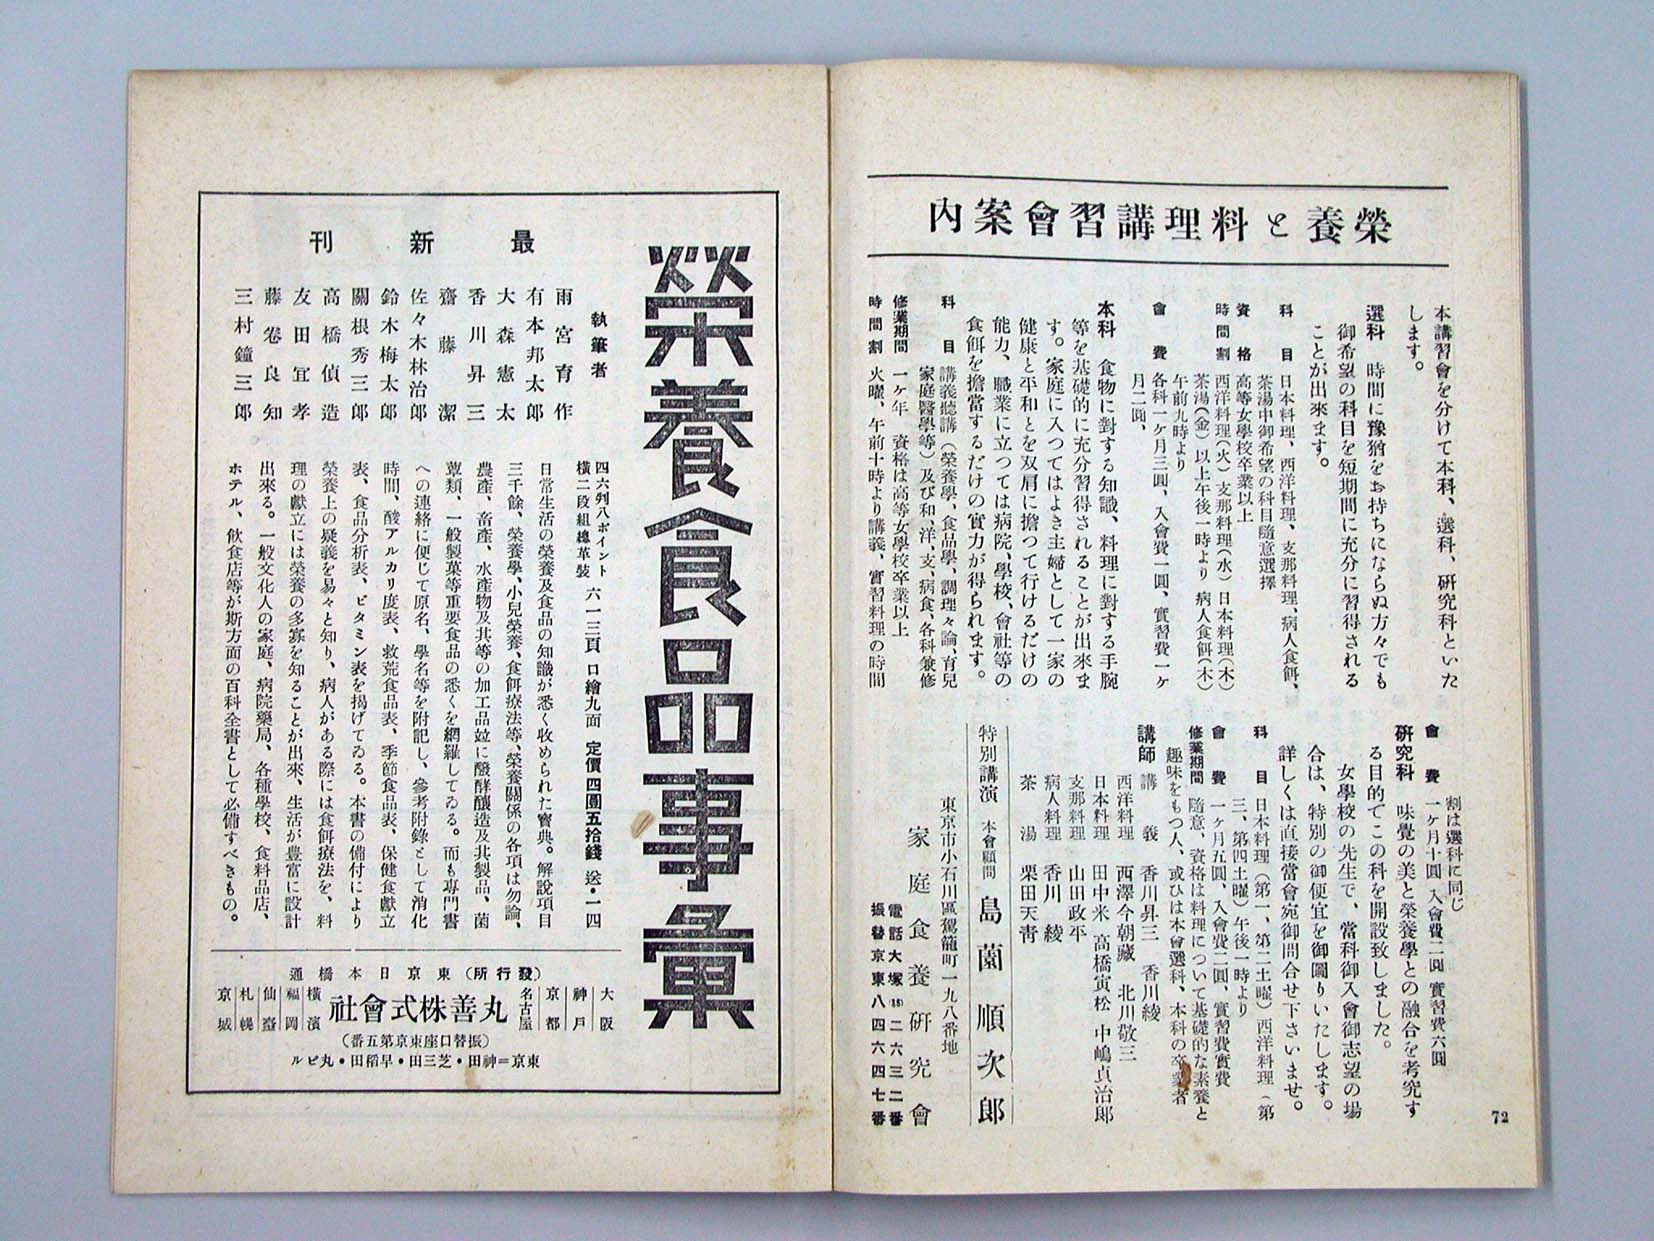 榮養と料理講習會案內
本講習會を分けて本科、選科、硏究科といた
します。
選科 時間に豫猶をお持ちにならぬ方々でも
御希望の科目を短期間に充分に習得される
ことが出來ます。
科目 日本料理、西洋料理、支那料理、病人食餌、
茶湯中御希望の科目隨意選擇
資格 高等女學校卒業以上
時間割 西洋料理(火)支那料理(水)日本料理(木)
茶湯(金)以上午後一時より 病人食餌(木)
午前九時より
會費 各科一ケ月三圓、入會費一圓、實習費一ケ
月二圓、
本科 食物に對する知識、料理に對する手腕
等を基礎的に充分習得されることが出來ま
す。家庭に入つてはよき主婦として一家の
健康と平和とを双肩に擔つて行けるだけの
能力、職業に立つては病院、學校、會社等の
食餌を擔當するだけの實力が得られます。
科目 講義聽講(榮養學、食品學、調理々論、育兒
家庭醫學等)及び和、洋、支、病食、各科兼修
修業期間 一ケ年 資格は高等女學校卒業以上
時間割 火曜、午前十時より講義、實習料理の時間
割は選科に同じ
會費 一ケ月十圓 入會費二圓 實習費六圓
硏究科 味覺の美と榮養學との融合を考究す
る目的でこの科を開設致しました。
女學校の先生で、當科御入會御志望の場
合は、特別の御便宜を御圖りいたします。
詳しくは直接當會宛御問合せ下さいませ。
科目 日本料理(第一、第二土曜)西洋料理(第
三、第四土曜)午後一時より
會費 一ケ月五圓、入會費二圓、實習費實費
修業期間 隨意、資格は料理について基礎的な素養と
趣味をもつ人、或ひは本會選科、本科の卒業者
講師 講義 香川昇三 香川綾
西洋料理 西澤今朝藏 北川敬三
日本料理 田中米 高橋寅松 中嶋貞治郞
支那料理 山田政平
病人料理 香川綾
茶湯 栗田天靑
特別講演 本會顧問 島薗順次郞
東京市小石川區駕籠町一九八番地
家庭食養硏究會
電話大塚(85)二六三二番
振替東京八四六四七番
72
榮養食品事彙
最新刊
執筆者
雨宮育作
有本邦太郎
大森憲太
香川昇三
齋藤潔
佐々木林治郎
鈴木梅太郎
關根秀三郎
高橋偵造
友田宜孝
藤卷良知
三村鐘三郎
四六判八ポイント
橫二段組總革裝 六一三頁 口繪九面 定價四圓五拾錢 送・一四
日常生活の榮養及食品の知識が悉く收められた寶典。解說項目
三千餘、榮養學、小兒榮養、食餌療法等、榮養關係の各項は勿論、
農產、畜產、水產物及其等の加工品竝に醱酵釀造及其製品、菌
蕈類、一般製菓等重要食品の悉くを網羅してゐる。而も專門書
への連絡に便じて原名、學名等を附記し、參考附錄として消化
時間、酸アルカリ度表、救荒食品表、季節食品表、保健食獻立
表、食品分析表、ビタミン表を揭げてゐる。本書の備付により
榮養上の疑義を易々と知り、病人がある際には食餌療法を、料
理の獻立には榮養の多寡を知ることが出來、生活が豐富に設計
出來る。一般文化人の家庭、病院藥局、各種學校、食料品店、
ホテル、飮食店等が斯方面の百科全書として必備すべきもの。
(發行所)東京日本橋通
丸善株式會社
大阪
神戶
京都
名古屋
橫濱
福岡
仙臺
札幌
京城
(振替口座東京第五番)
東京＝神田・三田・芝・早稻田・丸ビル